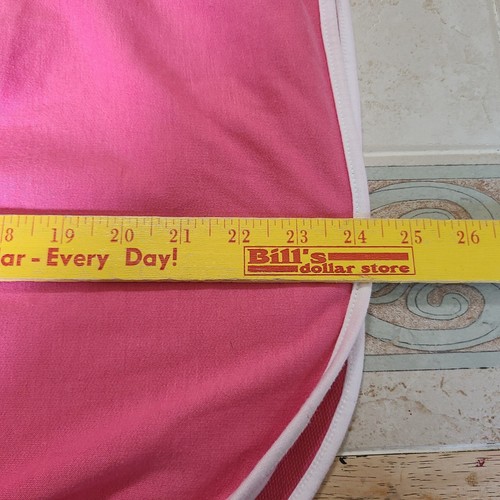 8 19 20 21 22 23 24 25 26
ar - Every Day! Bill's
dollar store